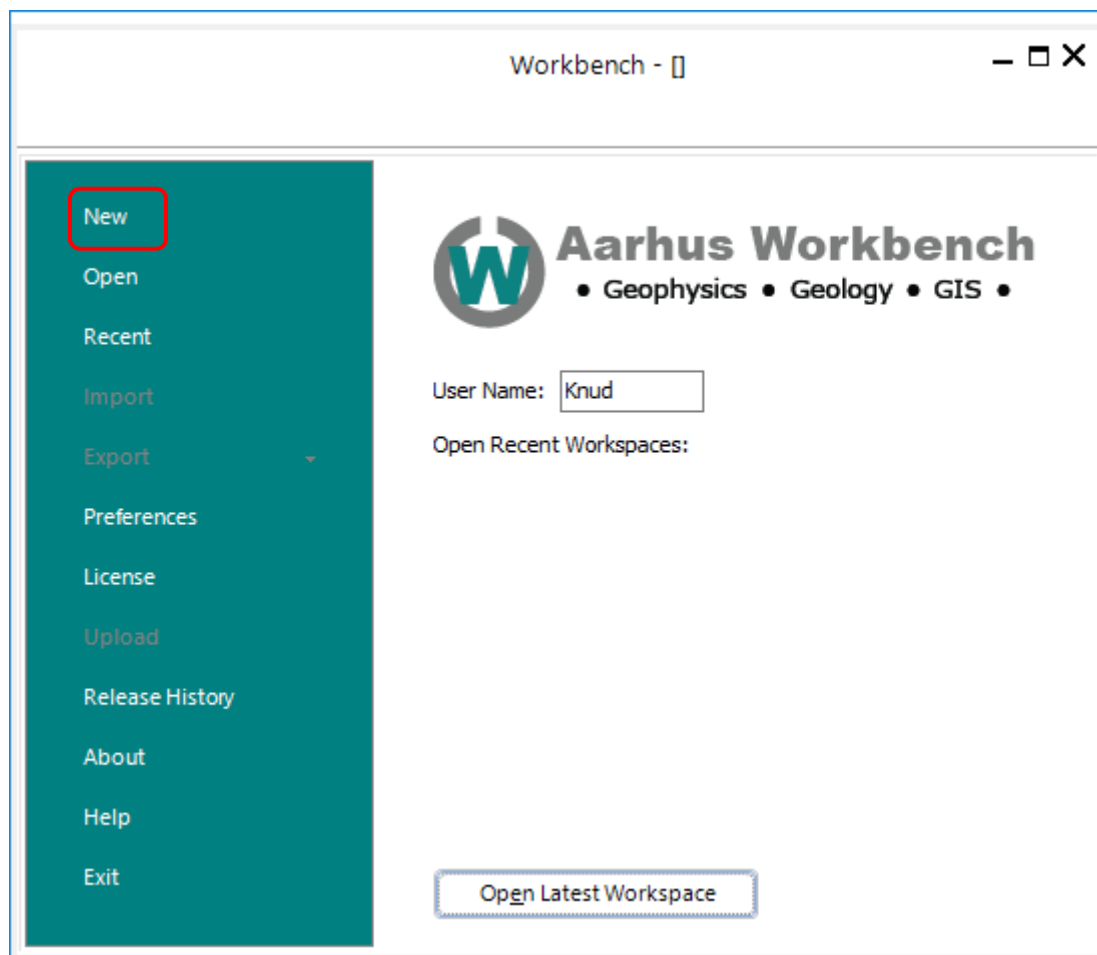 Workbench - []
New
Open
Recent
Import
Export
Preferences
License
Upload
Release History
About
Help
Exit
W
Aarhus Workbench
• Geophysics • Geology • GIS •
User Name: Knud
Open Recent Workspaces:
Open Latest Workspace